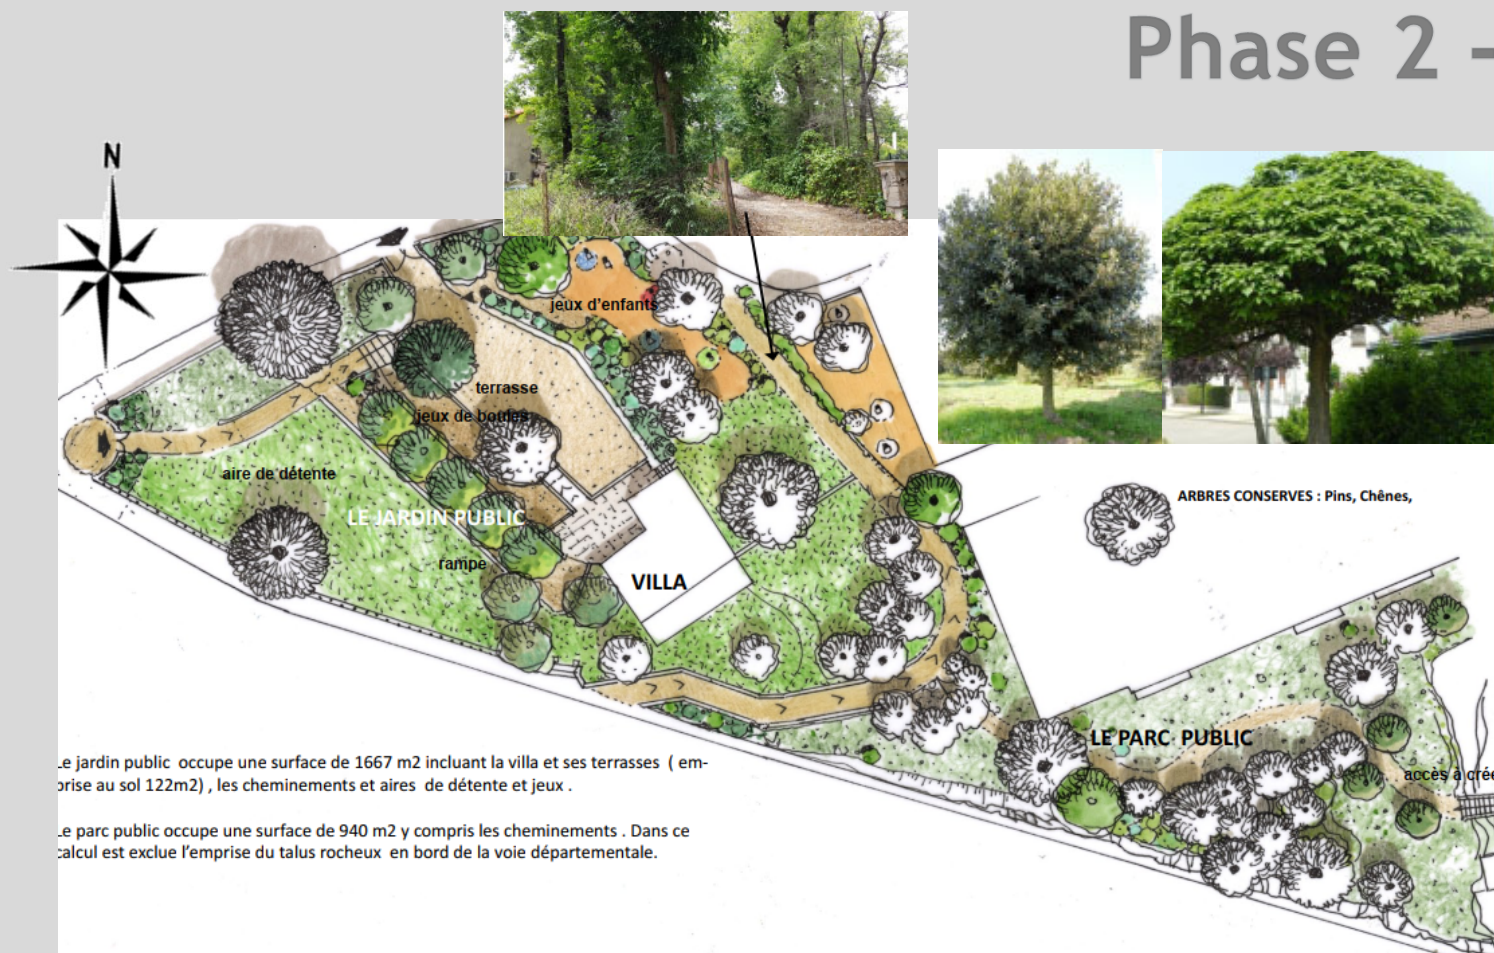 Phase 2 -
N
jeux d'enfants
terrasse
jeux de boules
aire de détente
LE JARDIN PUBLIC
rampe
VILLA
ARBRES CONSERVES : Pins, Chênes,
LE PARC PUBLIC
accès à crée
Le jardin public occupe une surface de 1667 m2 incluant la villa et ses terrasses ( em-
prise au sol 122m2) , les cheminements et aires de détente et jeux .
Le parc public occupe une surface de 940 m2 y compris les cheminements . Dans ce
calcul est exclue l'emprise du talus rocheux en bord de la voie départementale.